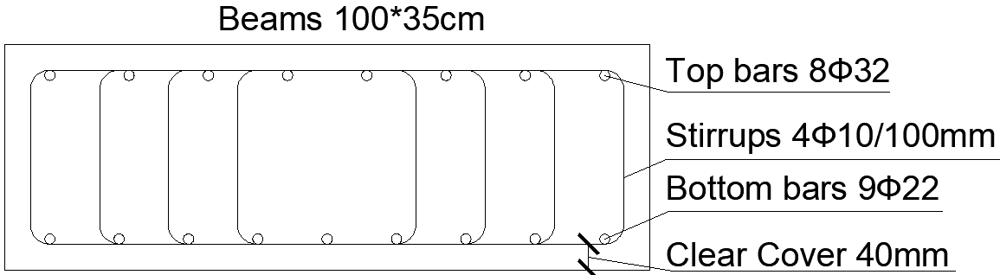 Beams 100*35cm
Top bars 8Φ32
Stirrups 4Φ10/100mm
Bottom bars 9Φ22
Clear Cover 40mm